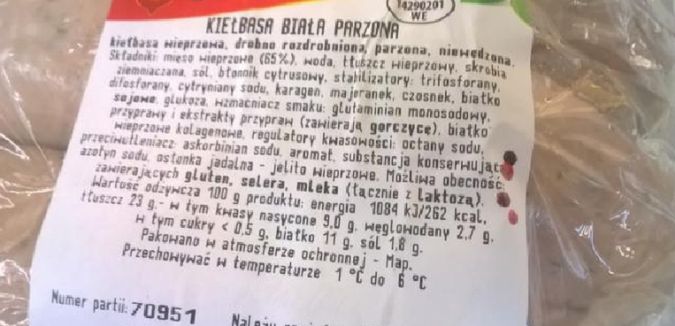 14290201
WE
KIEŁBASA BIAŁA PARZONA
kiełbasa wieprzowa, drobno rozdrobniona, parzona, niewędzona.
Składniki: mięso wieprzowe (65%), woda, tłuszcz wieprzowy, skrobia
ziemniaczana, sól, błonnik cytrusowy, stabilizatory: trifosforany,
difosforany, cytryniany sodu, karagen, majeranek, czosnek, białko
sojowe, glukoza, wzmacniacz smaku: glutaminian monosodowy,
przyprawy i ekstrakty przypraw (zawierają gorczycę), białko
wieprzowe kolagenowe, regulatory kwasowości: octany sodu,
przeciwutleniacz: askorbinian sodu, aromat, substancja konserwująca:
azotyn sodu, osłonka jadalna - jelito wieprzowe. Możliwa obecność:
zawierających gluten, selera, mleka (łącznie z laktozą).
Wartość odżywcza 100 g produktu: energia 1084 kJ/262 kcal,
tłuszcz 23 g.- w tym kwasy nasycone 9,0 g, węglowodany 2,7 g,
w tym cukry < 0,5 g, białko 11 g, sól 1,8 g.
Pakowano w atmosferze ochronnej - Map.
Przechowywać w temperaturze 1 °C do 6 °C
Numer partii: 70951